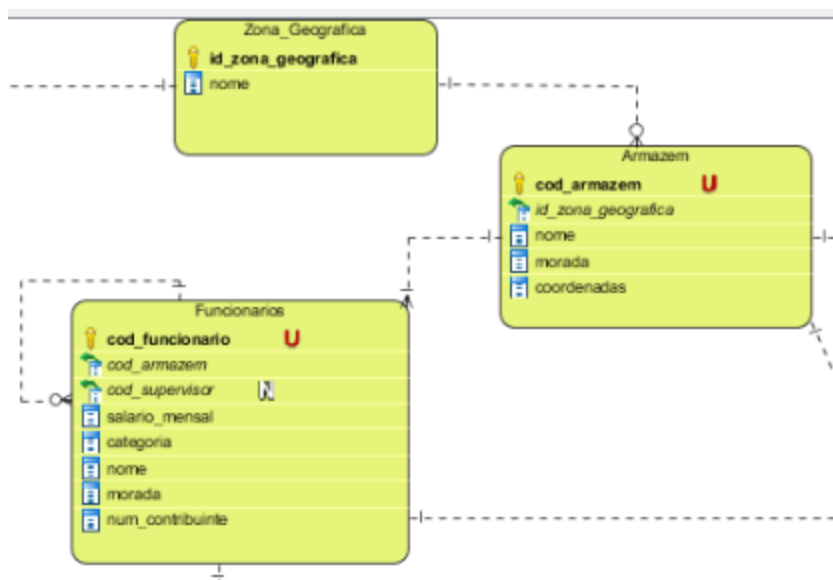 Zona_Geografica
id_zona_geografica
nome
Armazem
cod_armazem U
id_zona_geografica
nome
morada
coordenadas
Funcionarios
cod_funcionario U
cod_armazem
cod_supervisor N
salario_mensal
categoria
nome
morada
num_contribuinte